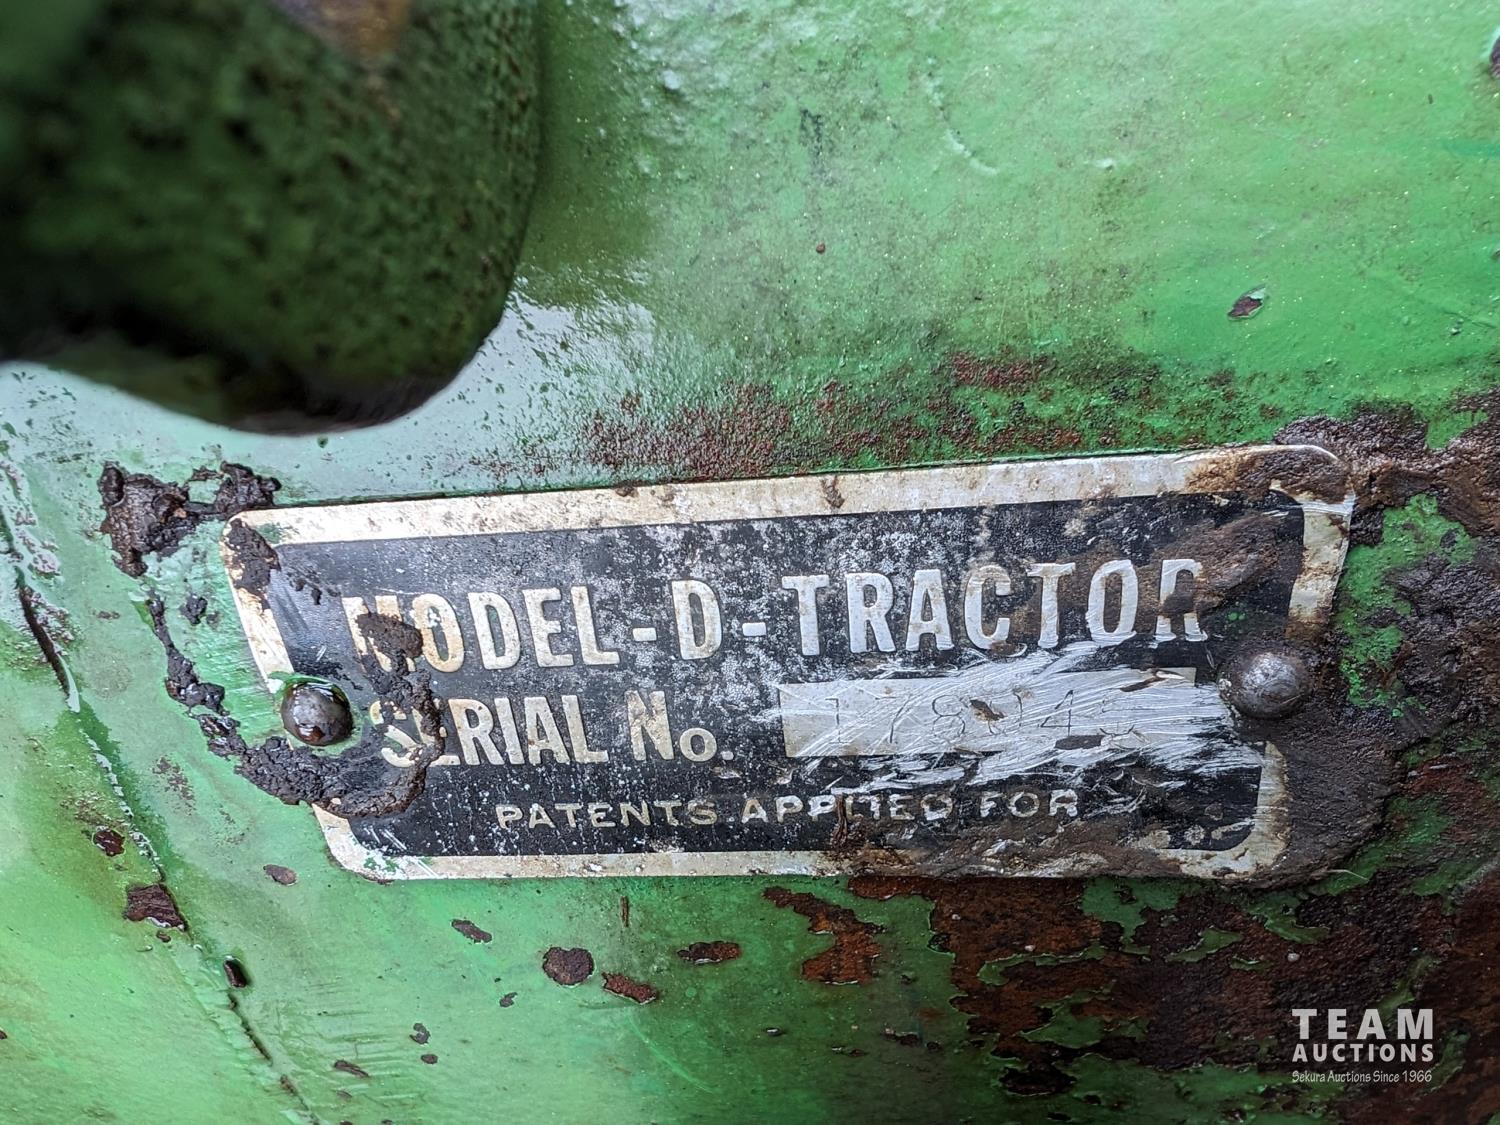 MODEL-D-TRACTOR
SERIAL No.
PATENTS APPLIED FOR
TEAM
AUCTIONS
Sekura Auctions Since 1966